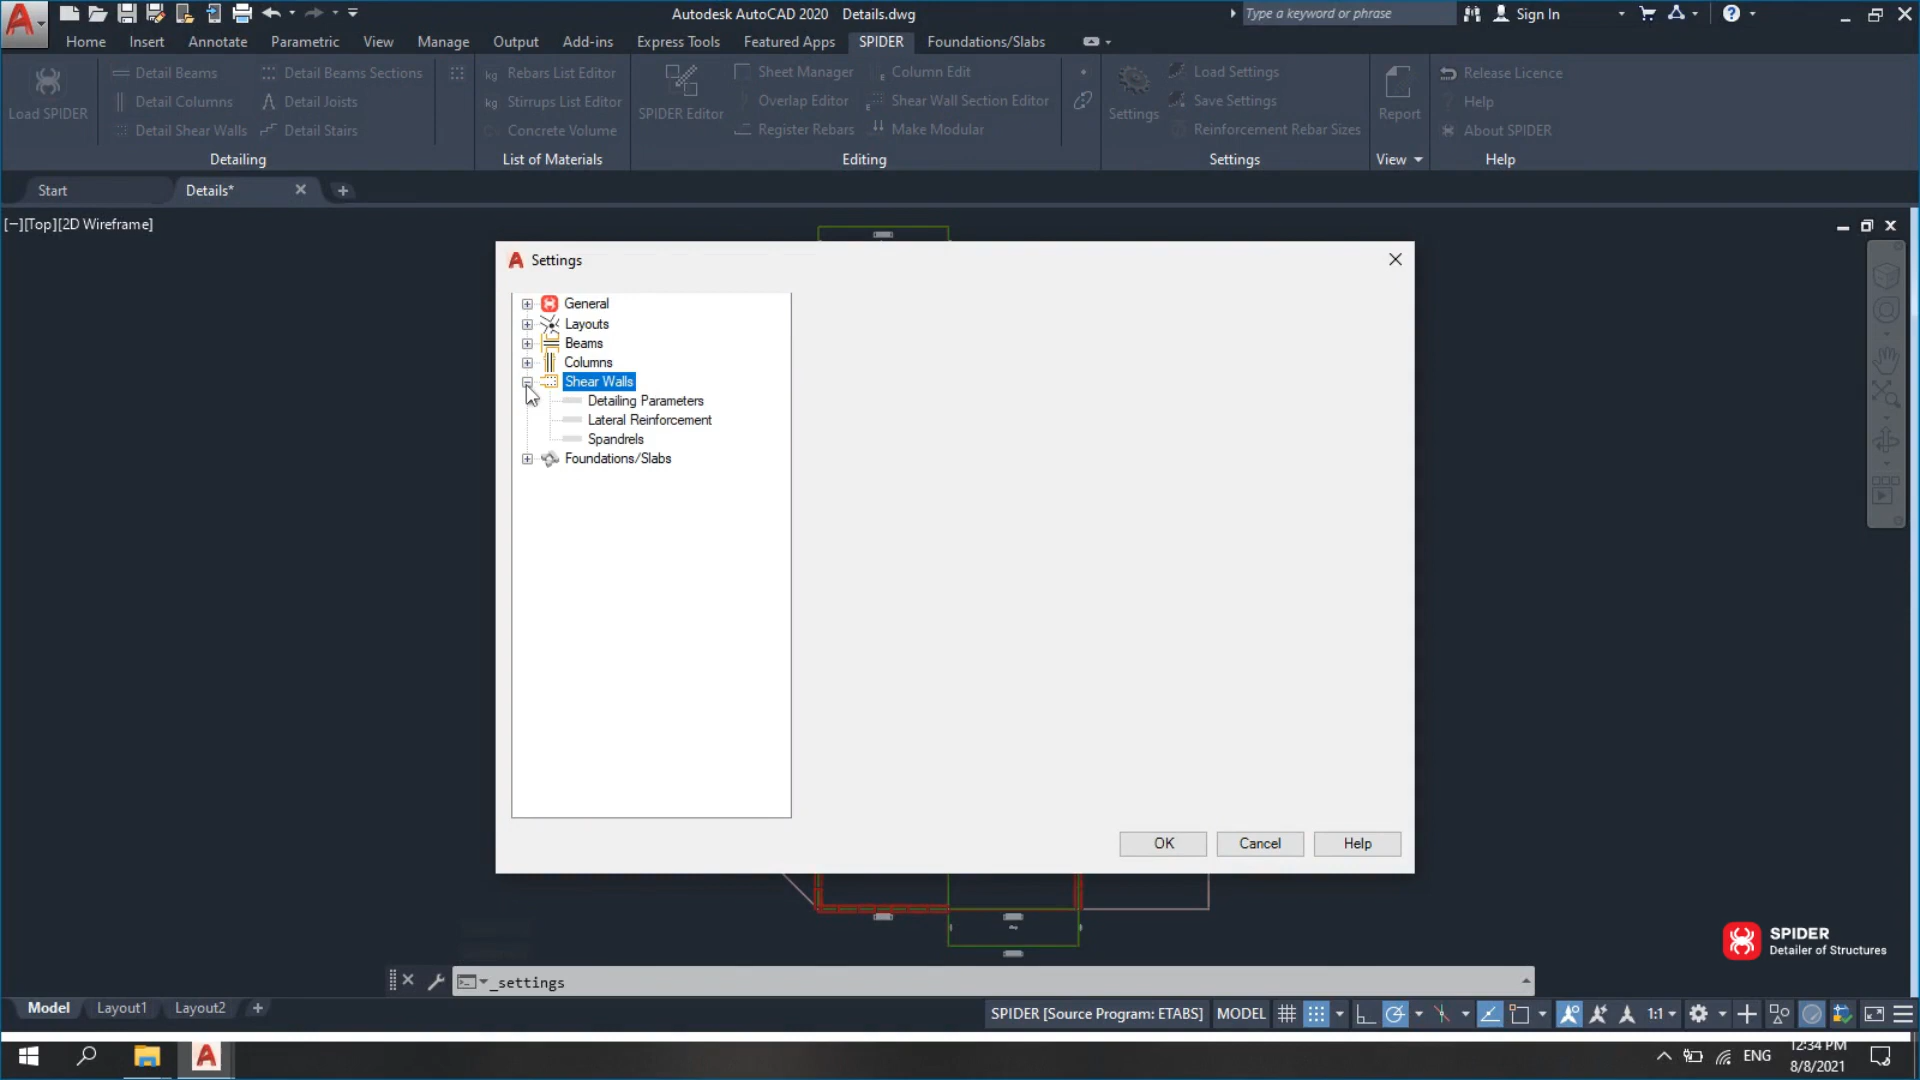 Autodesk AutoCAD 2020 Details.dwg
Type a keyword or phrase
Sign In
Home Insert Annotate Parametric View Manage Output Add-ins Express Tools Featured Apps SPIDER Foundations/Slabs
Load SPIDER
Detail Beams
Detail Columns
Detail Shear Walls
Detail Beams Sections
Detail Joists
Detail Stairs
Detailing
kg Rebars List Editor
kg Stirrups List Editor
Concrete Volume
List of Materials
SPIDER Editor
Sheet Manager
Overlap Editor
Register Rebars
Column Edit
Shear Wall Section Editor
Make Modular
Editing
Settings
Load Settings
Save Settings
Reinforcement Rebar Sizes
Settings
Report
View
Release Licence
Help
About SPIDER
Help
Start Details*
[−][Top][2D Wireframe]
Settings
General
Layouts
Beams
Columns
Shear Walls
Detailing Parameters
Lateral Reinforcement
Spandrels
Foundations/Slabs
OK Cancel Help
SPIDER
Detailer of Structures
_settings
Model Layout1 Layout2
SPIDER [Source Program: ETABS] MODEL 1:1
ENG
12:34 PM
8/8/2021